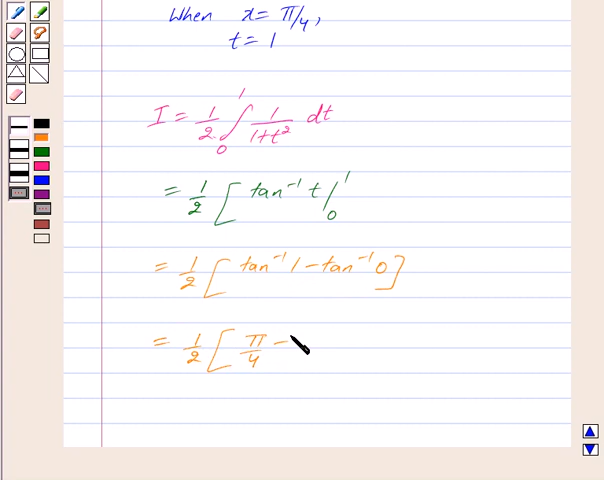 When x = π/4,
t = 1
I = 1/2 ∫₀¹ 1/(1+t²) dt
= 1/2 [ tan⁻¹ t ]₀¹
= 1/2 [ tan⁻¹ 1 − tan⁻¹ 0 ]
= 1/2 [ π/4 −